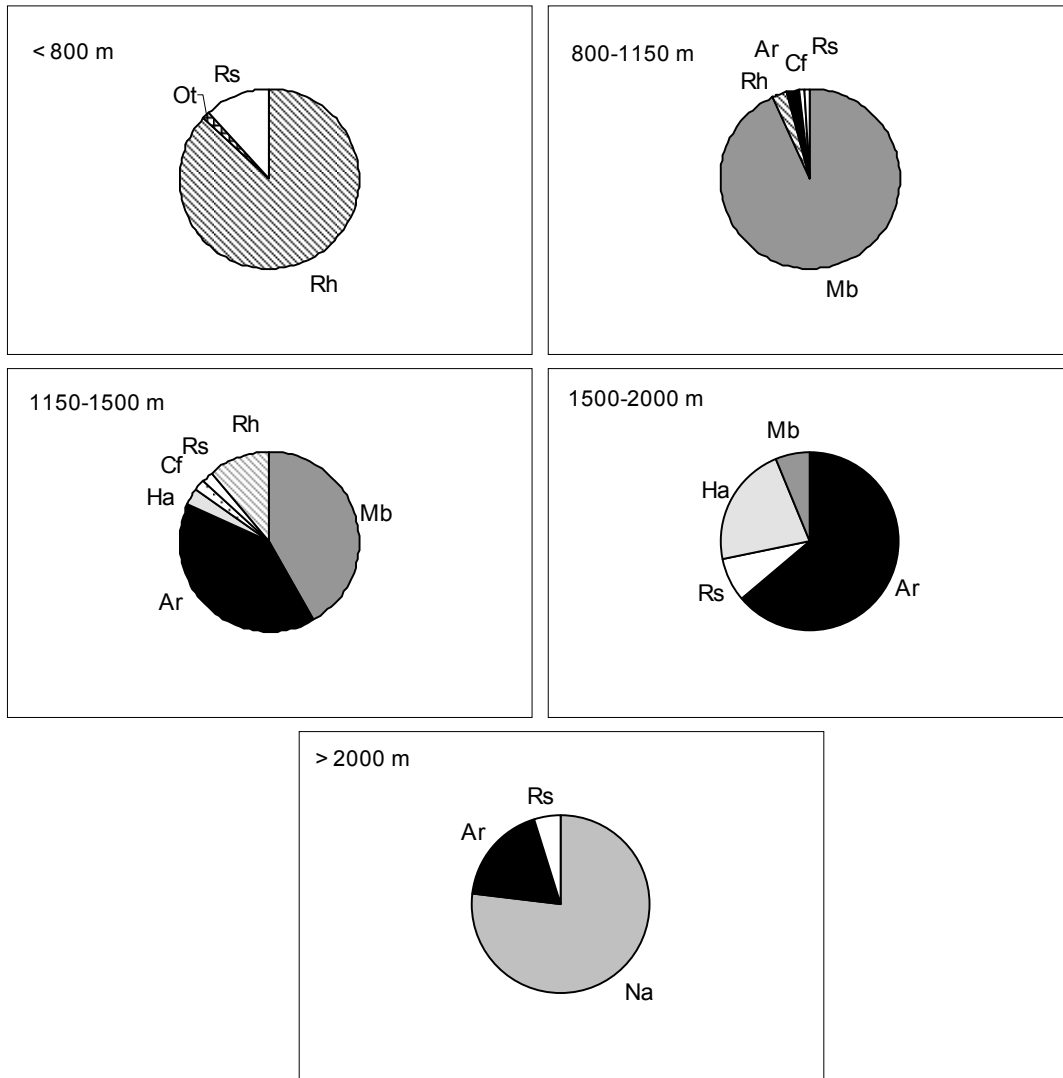 < 800 m
Rs
Ot
Rh
800-1150 m
Ar
Rs
Cf
Rh
Mb
1150-1500 m
Rh
Rs
Cf
Ha
Mb
Ar
1500-2000 m
Mb
Ha
Rs
Ar
> 2000 m
Rs
Ar
Na